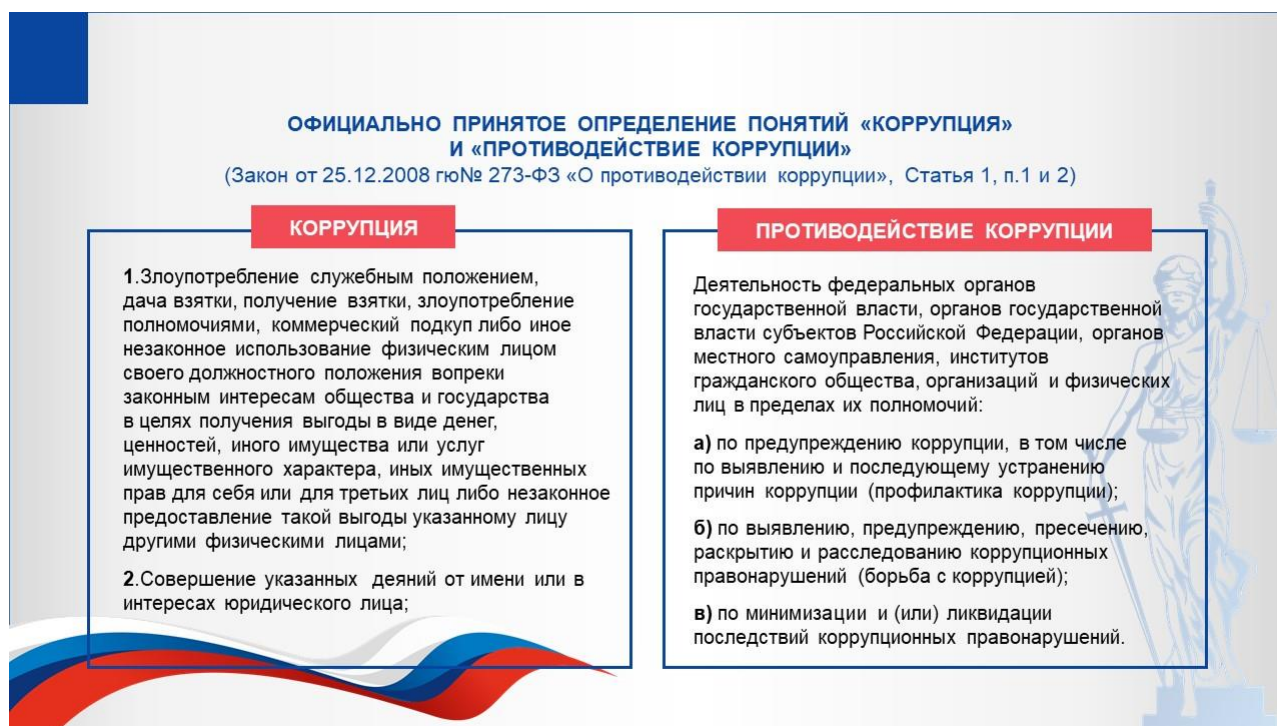 ОФИЦИАЛЬНО ПРИНЯТОЕ ОПРЕДЕЛЕНИЕ ПОНЯТИЙ «КОРРУПЦИЯ»
И «ПРОТИВОДЕЙСТВИЕ КОРРУПЦИИ»
(Закон от 25.12.2008 гю№ 273-ФЗ «О противодействии коррупции», Статья 1, п.1 и 2)
КОРРУПЦИЯ
1.Злоупотребление служебным положением,
дача взятки, получение взятки, злоупотребление
полномочиями, коммерческий подкуп либо иное
незаконное использование физическим лицом
своего должностного положения вопреки
законным интересам общества и государства
в целях получения выгоды в виде денег,
ценностей, иного имущества или услуг
имущественного характера, иных имущественных
прав для себя или для третьих лиц либо незаконное
предоставление такой выгоды указанному лицу
другими физическими лицами;
2.Совершение указанных деяний от имени или в
интересах юридического лица;
ПРОТИВОДЕЙСТВИЕ КОРРУПЦИИ
Деятельность федеральных органов
государственной власти, органов государственной
власти субъектов Российской Федерации, органов
местного самоуправления, институтов
гражданского общества, организаций и физических
лиц в пределах их полномочий:
а) по предупреждению коррупции, в том числе
по выявлению и последующему устранению
причин коррупции (профилактика коррупции);
б) по выявлению, предупреждению, пресечению,
раскрытию и расследованию коррупционных
правонарушений (борьба с коррупцией);
в) по минимизации и (или) ликвидации
последствий коррупционных правонарушений.